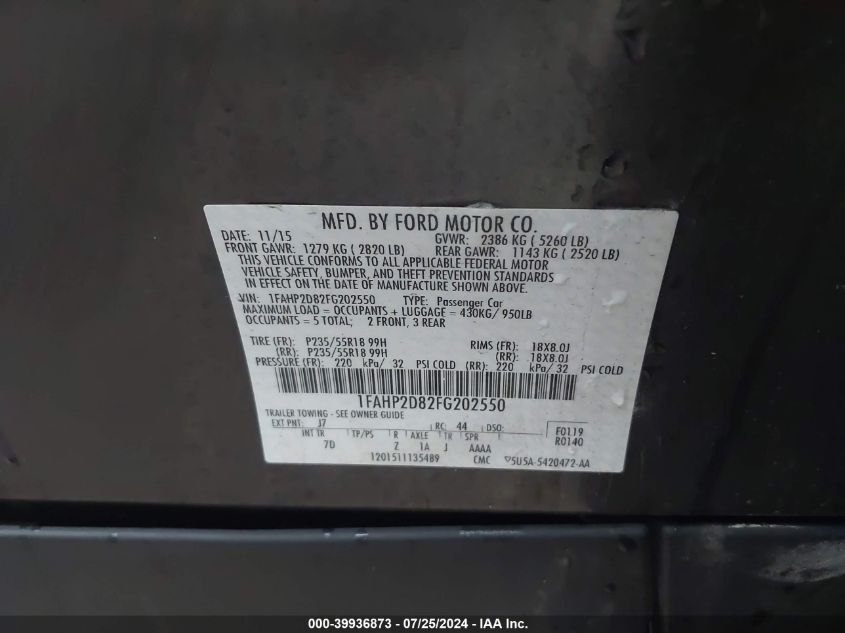 MFD. BY FORD MOTOR CO.
DATE: 11/15 GVWR: 2386 KG ( 5260 LB)
FRONT GAWR: 1279 KG ( 2820 LB) REAR GAWR: 1143 KG ( 2520 LB)
THIS VEHICLE CONFORMS TO ALL APPLICABLE FEDERAL MOTOR
VEHICLE SAFETY, BUMPER, AND THEFT PREVENTION STANDARDS
IN EFFECT ON THE DATE OF MANUFACTURE SHOWN ABOVE.
VIN: 1FAHP2D82FG202550 TYPE: Passenger Car
MAXIMUM LOAD = OCCUPANTS + LUGGAGE = 430KG/ 950LB
OCCUPANTS = 5 TOTAL; 2 FRONT, 3 REAR
TIRE (FR): P235/55R18 99H RIMS (FR): 18X8.0J
(RR): P235/55R18 99H (RR): 18X8.0J
PRESSURE (FR): 220 kPa/ 32 PSI COLD (RR): 220 kPa/ 32 PSI COLD
1FAHP2D82FG202550
TRAILER TOWING - SEE OWNER GUIDE
EXT PNT: J7 RC: 44 DSO: F0119
R0140
INT TR TP/PS R AXLE TR SPR
7D Z 1A J AAAA
1201511135489 CMC 5U5A-5420472-AA
000-39936873 - 07/25/2024 - IAA Inc.